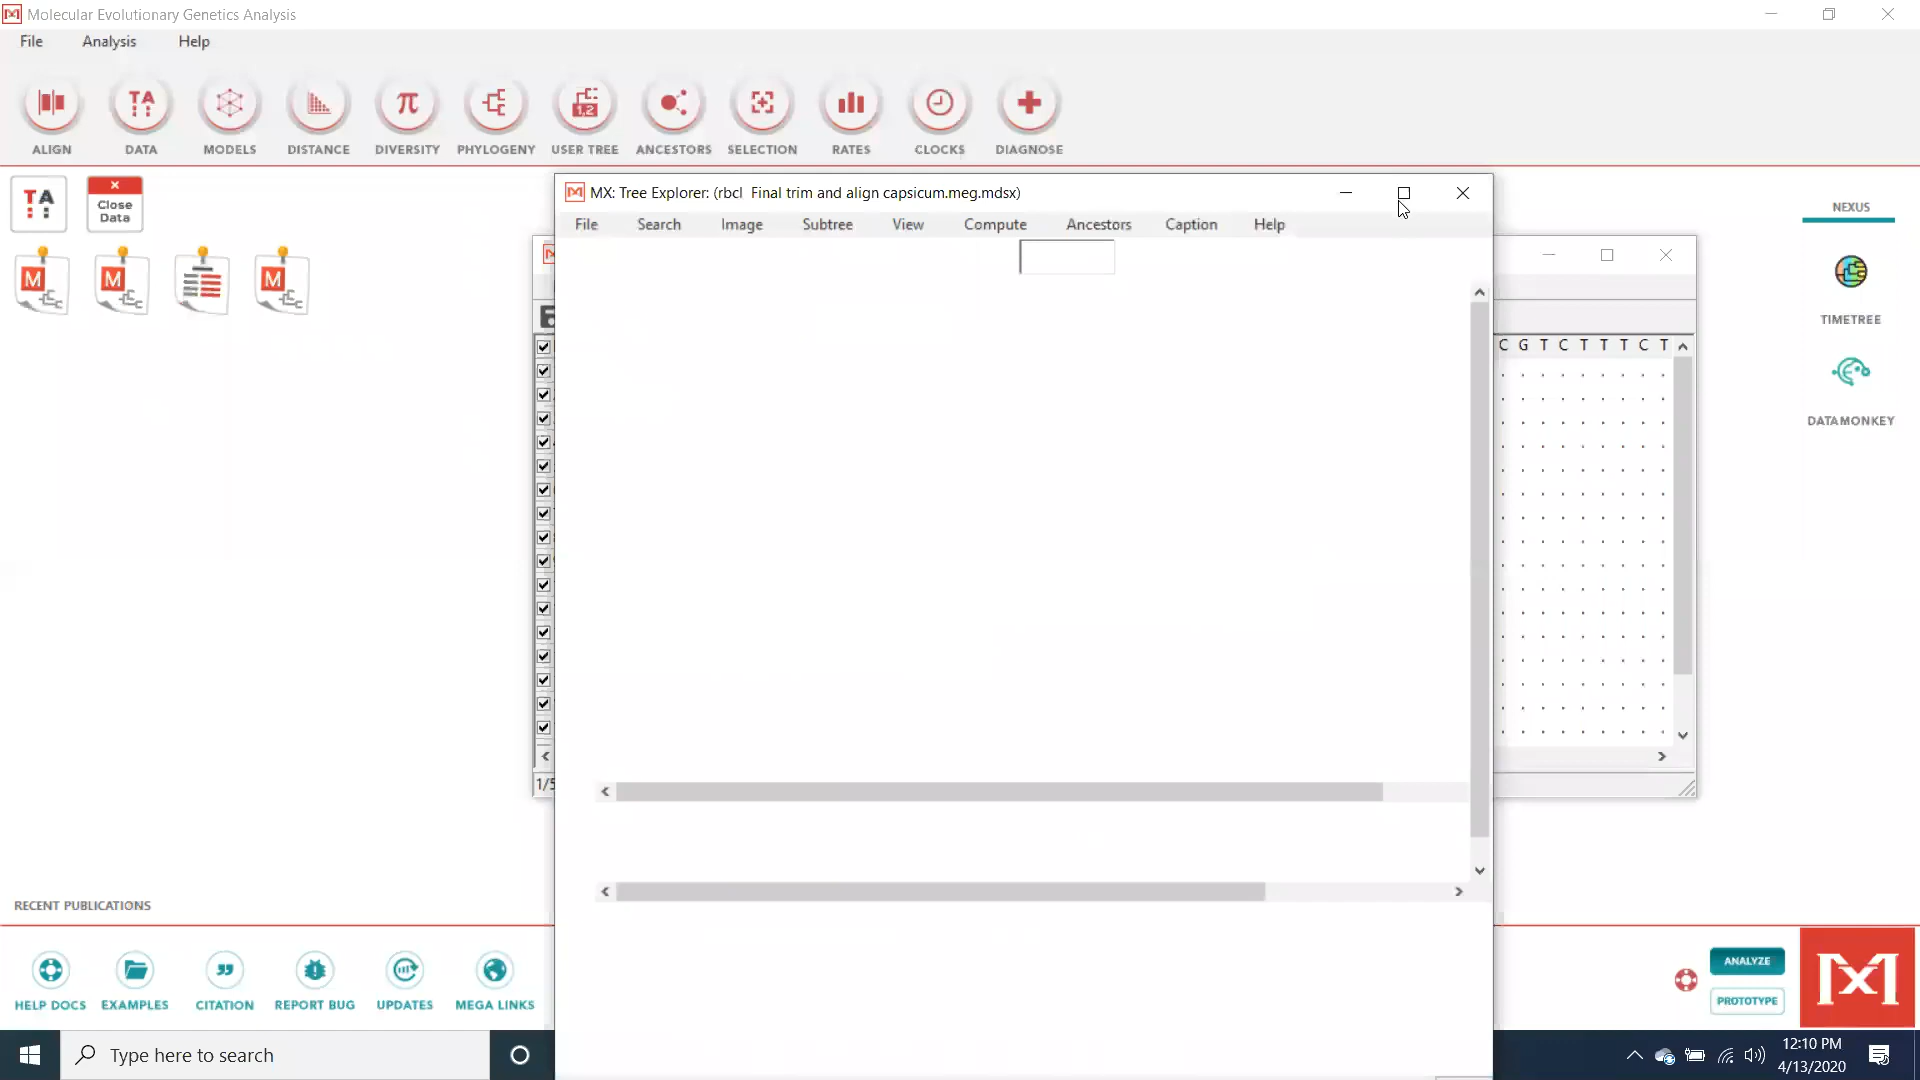 Molecular Evolutionary Genetics Analysis
File Analysis Help
ALIGN DATA MODELS DISTANCE DIVERSITY PHYLOGENY USER TREE ANCESTORS SELECTION RATES CLOCKS DIAGNOSE
TA
Close
Data
MX: Tree Explorer: (rbcl  Final trim and align capsicum.meg.mdsx)
File Search Image Subtree View Compute Ancestors Caption Help
NEXUS
TIMETREE
DATAMONKEY
C G T C T T T C T
1/5
RECENT PUBLICATIONS
HELP DOCS EXAMPLES CITATION REPORT BUG UPDATES MEGA LINKS
ANALYZE
PROTOTYPE
Type here to search
12:10 PM
4/13/2020